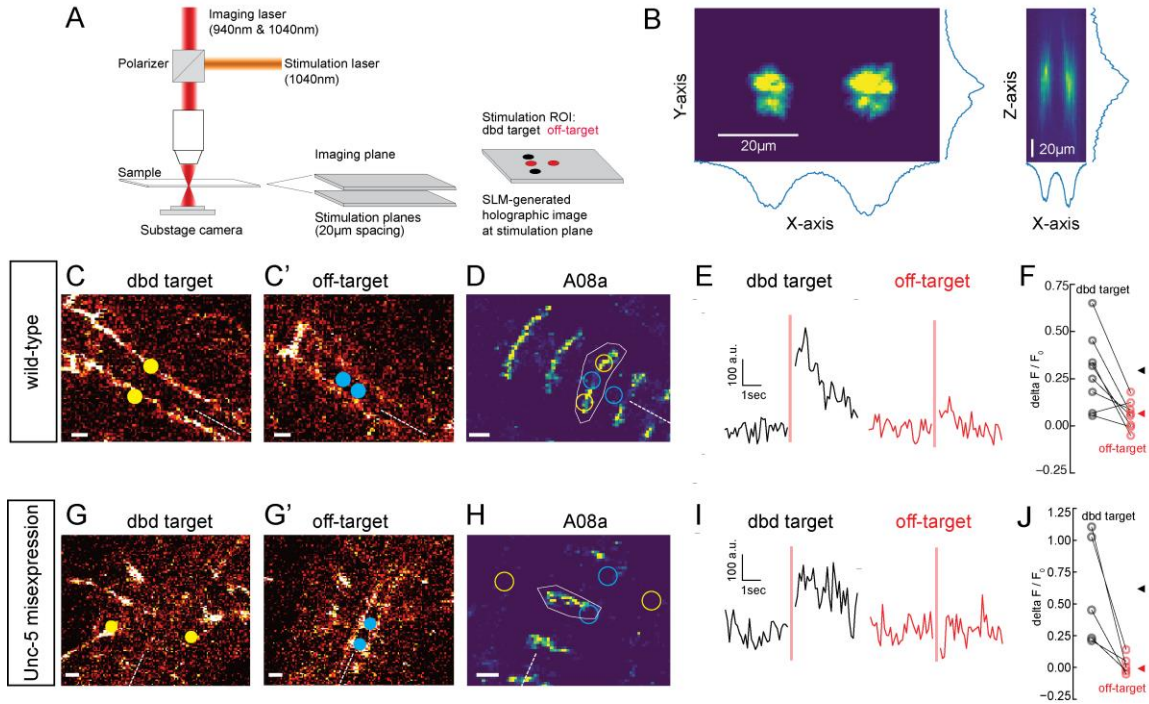 A
Imaging laser
(940nm & 1040nm)
Polarizer
Stimulation laser
(1040nm)
Sample
Substage camera
Imaging plane
Stimulation planes
(20μm spacing)
Stimulation ROI:
dbd target off-target
SLM-generated
holographic image
at stimulation plane
B
Y-axis
20μm
X-axis
Z-axis
20μm
X-axis
wild-type
C
dbd target
C'
off-target
D
A08a
E
dbd target
off-target
100 a.u.
1sec
F
delta F / F0
0.75
0.50
0.25
0.00
−0.25
dbd target
off-target
Unc-5 misexpression
G
dbd target
G'
off-target
H
A08a
I
dbd target
off-target
100 a.u.
1sec
J
delta F / F0
1.25
1.00
0.75
0.50
0.25
0.00
−0.25
dbd target
off-target